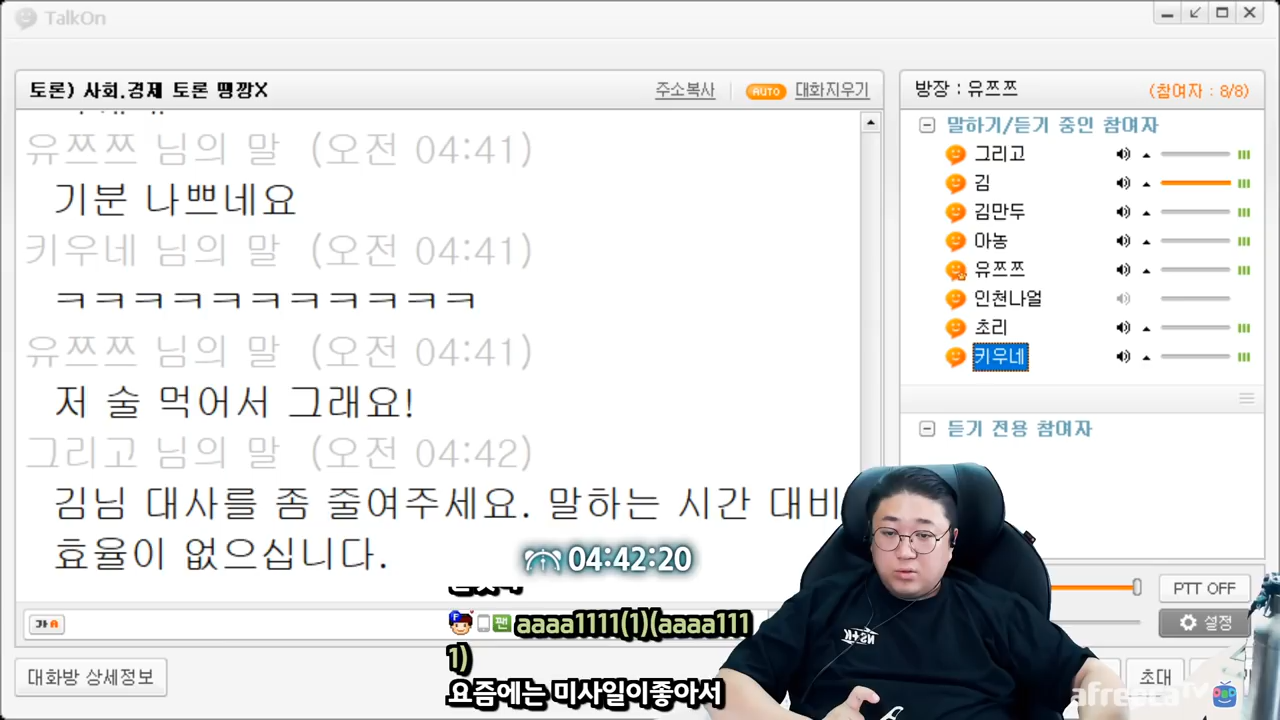 TalkOn
토론) 사회.경제 토론 땡깡X
주소복사
AUTO
대화지우기
유쯔쯔 님의 말 (오전 04:41)
기분 나쁘네요
키우네 님의 말 (오전 04:41)
ㅋㅋㅋㅋㅋㅋㅋㅋㅋㅋㅋ
유쯔쯔 님의 말 (오전 04:41)
저 술 먹어서 그래요!
그리고 님의 말 (오전 04:42)
김님 대사를 좀 줄여주세요. 말하는 시간 대비
효율이 없으십니다.
04:42:20
팬 aaaa1111(1)(aaaa111
1)
요즘에는 미사일이좋아서
가
대화방 상세정보
방장 : 유쯔쯔
(참여자 : 8/8)
말하기/듣기 중인 참여자
그리고
김
김만두
아농
유쯔쯔
인천나얼
초리
키우네
듣기 전용 참여자
PTT OFF
설정
초대
afreecaTV